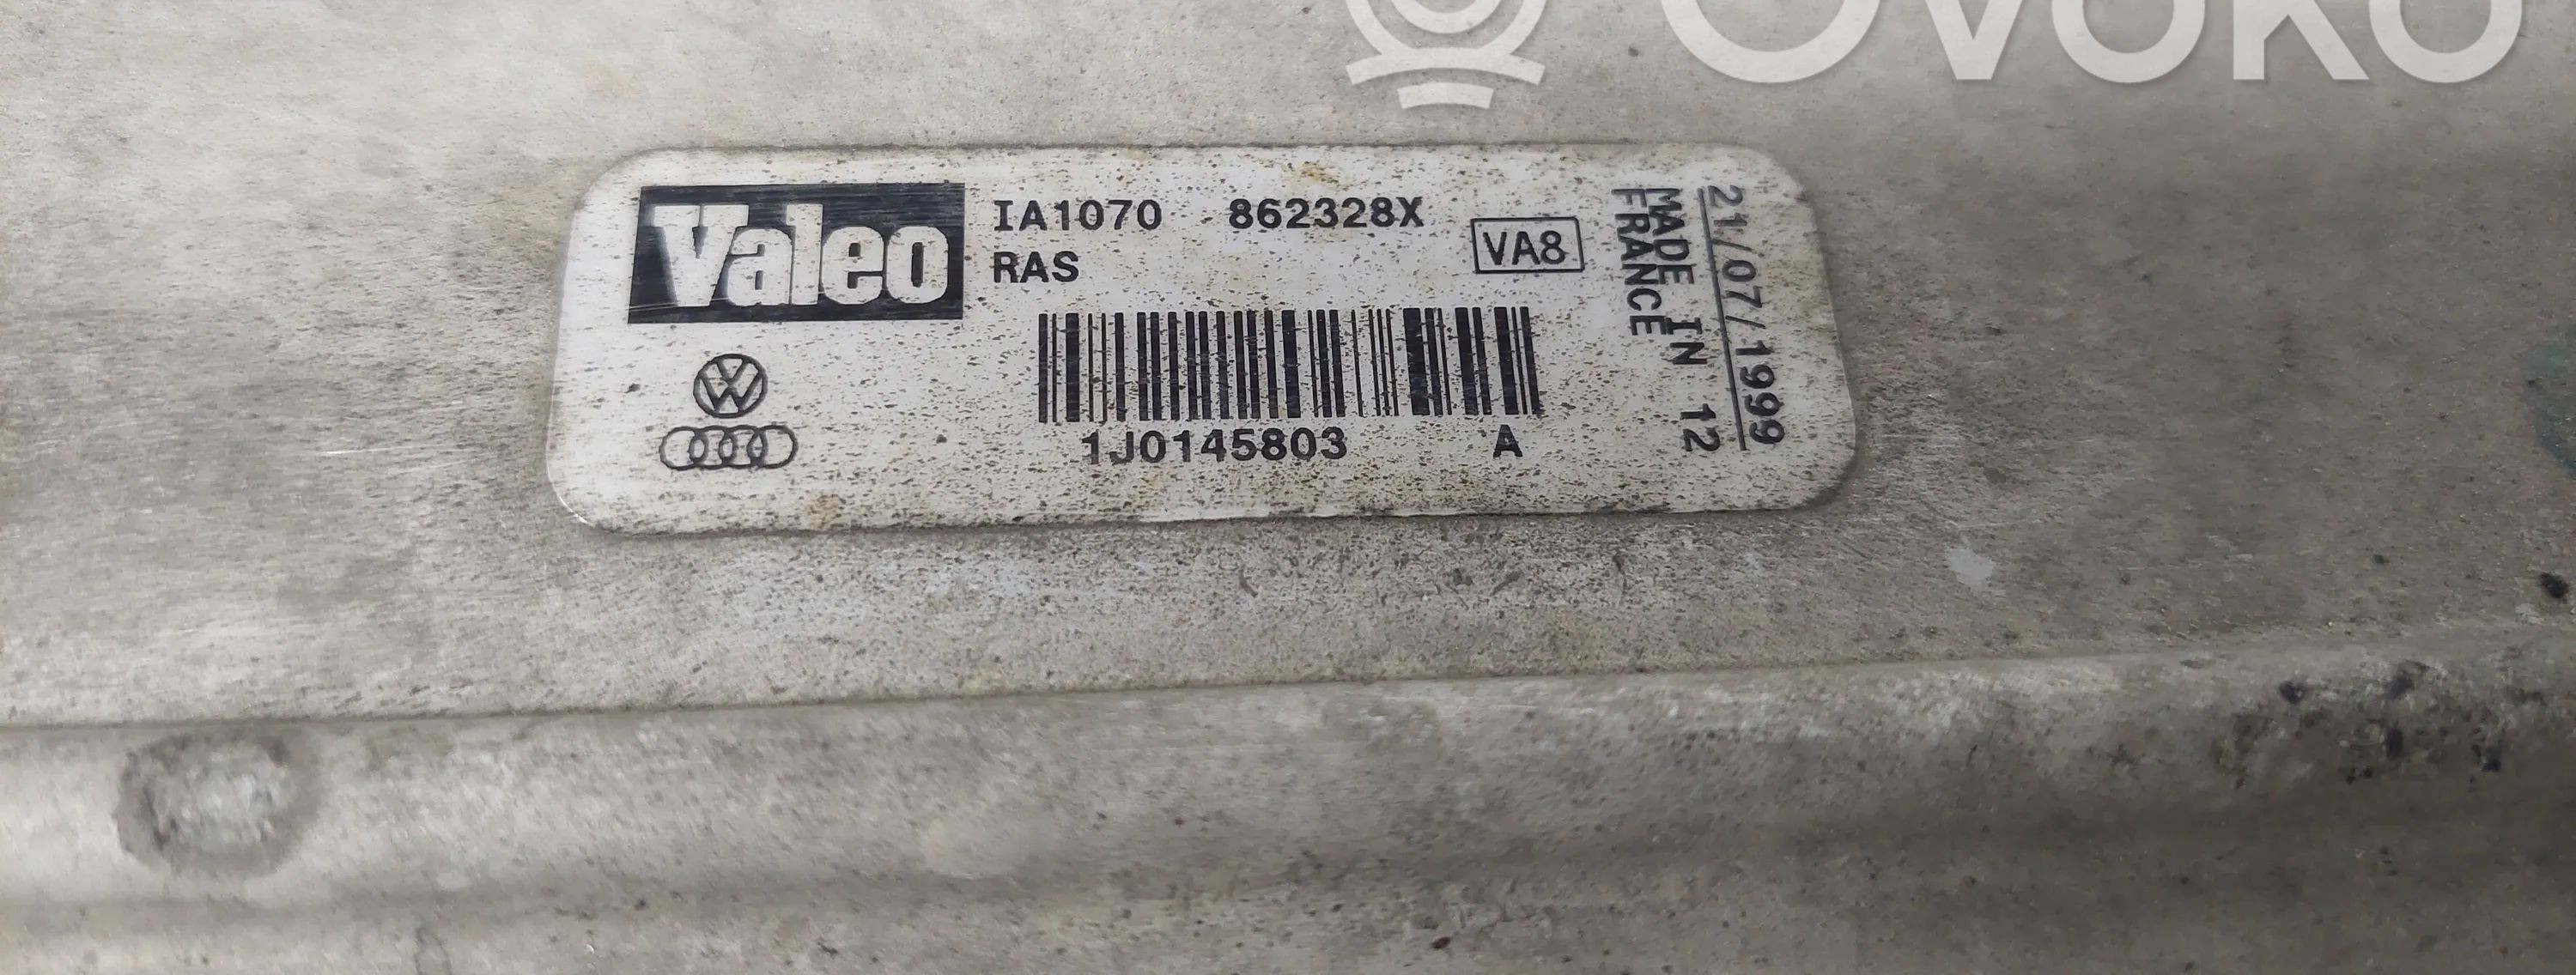 OVOKO
Valeo
IA1070 862328X
RAS
VA8
1J0145803 A
21/07/1999
MADE IN 12
FRANCE